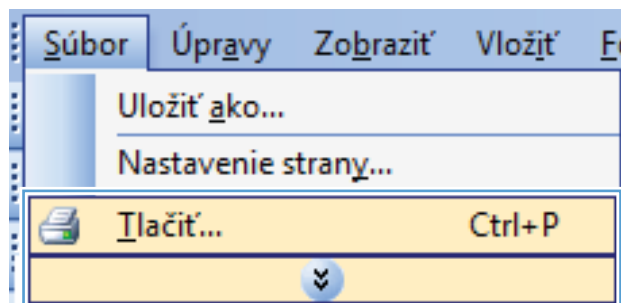 Súbor Úpravy Zobraziť Vložiť
Uložiť ako...
Nastavenie strany...
Tlačiť... Ctrl+P